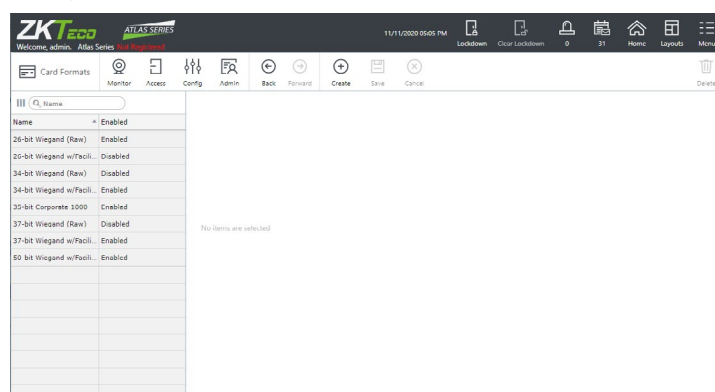 ZKTeco ATLAS SERIES
Welcome, admin. Atlas Series Not Registered
11/11/2020 05:05 PM
Lockdown Clear Lockdown 0 31 Home Layouts Menu
Card Formats Monitor Access Config Admin Back Forward Create Save Cancel Delete
Name
Name Enabled
26-bit Wiegand (Raw) Enabled
26-bit Wiegand w/Facili... Disabled
34-bit Wiegand (Raw) Disabled
34-bit Wiegand w/Facili... Enabled
35-bit Corporate 1000 Enabled
37-bit Wiegand (Raw) Disabled
37-bit Wiegand w/Facili... Enabled
50-bit Wiegand w/Facili... Enabled
No items are selected